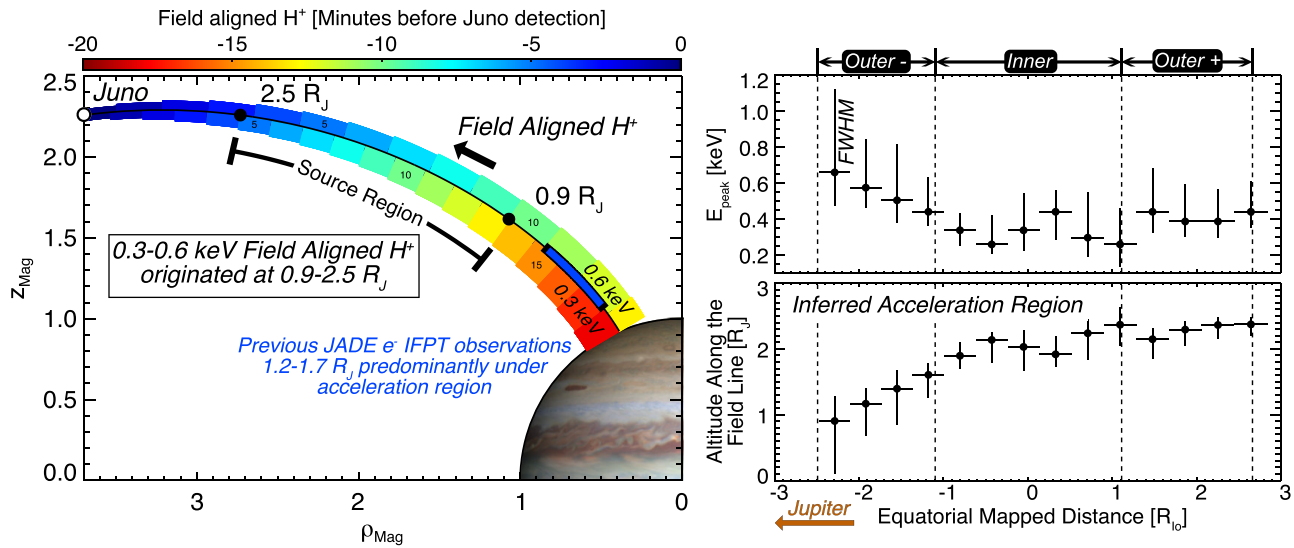 Field aligned H+ [Minutes before Juno detection]
-20 -15 -10 -5 0
Juno
2.5 RJ
Field Aligned H+
0.9 RJ
Source Region
5
5
10
10
15
0.6 keV
0.3 keV
0.3-0.6 keV Field Aligned H+
originated at 0.9-2.5 RJ
Previous JADE e- IFPT observations
1.2-1.7 RJ predominantly under
acceleration region
zMag
2.5
2.0
1.5
1.0
0.5
0.0
3 2 1 0
ρMag
Outer - Inner Outer +
FWHM
Epeak [keV]
1.2
1.0
0.8
0.6
0.4
0.2
Inferred Acceleration Region
Altitude Along the
Field Line [RJ]
3
2
1
0
-3 -2 -1 0 1 2 3
Jupiter
Equatorial Mapped Distance [RIo]